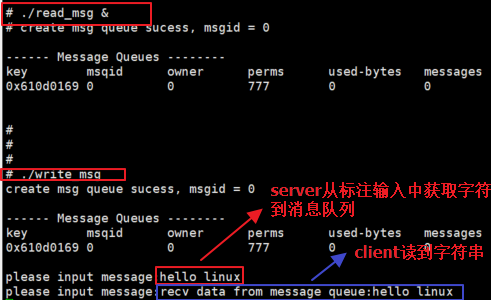 # ./read_msg &
# create msg queue sucess, msgid = 0
------ Message Queues --------
key msqid owner perms used-bytes messages
0x610d0169 0 0 777 0 0
#
#
#
# ./write_msg
create msg queue sucess, msgid = 0
server从标注输入中获取字符
到消息队列
------ Message Queues --------
key msqid owner perms used-bytes messages
0x610d0169 0 0 777 0 0
client读到字符串
please input message:hello linux
please input message:recv data from message queue:hello linux